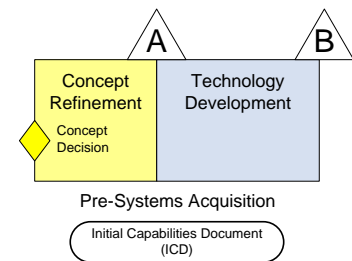 A
B
Concept
Refinement
Technology
Development
Concept
Decision
Pre-Systems Acquisition
Initial Capabilities Document
(ICD)